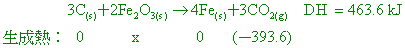 3C₍s₎+2Fe₂O₃₍s₎→4Fe₍s₎+3CO₂₍g₎ DH = 463.6 kJ
生成熱： 0 x 0 (−393.6)